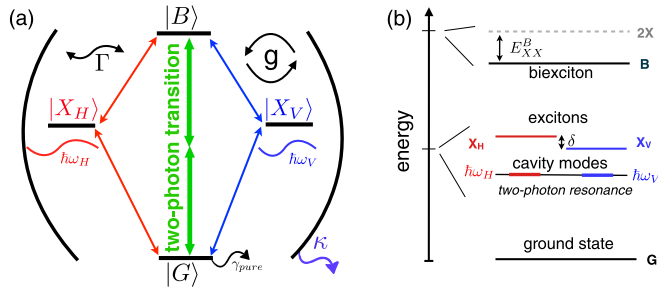 (a)
|B⟩
Γ
g
|X_H⟩
|X_V⟩
two-photon transition
ħω_H
ħω_V
|G⟩
γ_pure
κ
(b)
energy
2X
E_XX^B
B
biexciton
excitons
X_H
δ
X_V
cavity modes
ħω_H
ħω_V
two-photon resonance
ground state
G